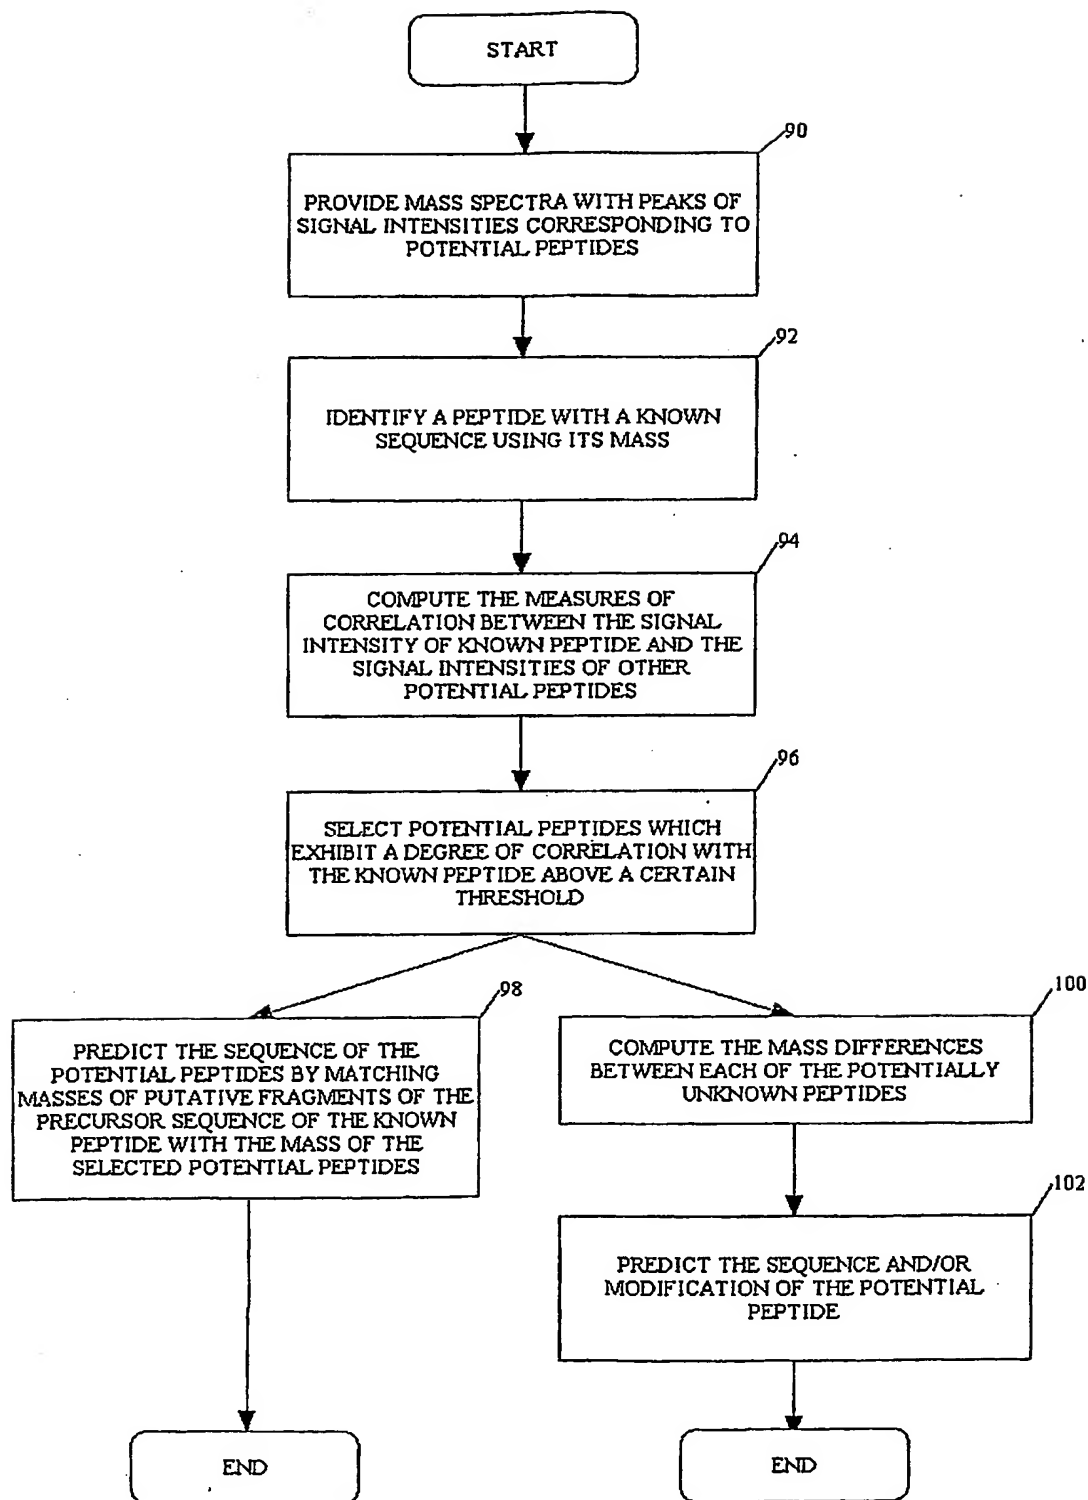 START
90
PROVIDE MASS SPECTRA WITH PEAKS OF
SIGNAL INTENSITIES CORRESPONDING TO
POTENTIAL PEPTIDES
92
IDENTIFY A PEPTIDE WITH A KNOWN
SEQUENCE USING ITS MASS
94
COMPUTE THE MEASURES OF
CORRELATION BETWEEN THE SIGNAL
INTENSITY OF KNOWN PEPTIDE AND THE
SIGNAL INTENSITIES OF OTHER
POTENTIAL PEPTIDES
96
SELECT POTENTIAL PEPTIDES WHICH
EXHIBIT A DEGREE OF CORRELATION WITH
THE KNOWN PEPTIDE ABOVE A CERTAIN
THRESHOLD
98
PREDICT THE SEQUENCE OF THE
POTENTIAL PEPTIDES BY MATCHING
MASSES OF PUTATIVE FRAGMENTS OF THE
PRECURSOR SEQUENCE OF THE KNOWN
PEPTIDE WITH THE MASS OF THE
SELECTED POTENTIAL PEPTIDES
100
COMPUTE THE MASS DIFFERENCES
BETWEEN EACH OF THE POTENTIALLY
UNKNOWN PEPTIDES
102
PREDICT THE SEQUENCE AND/OR
MODIFICATION OF THE POTENTIAL
PEPTIDE
END
END